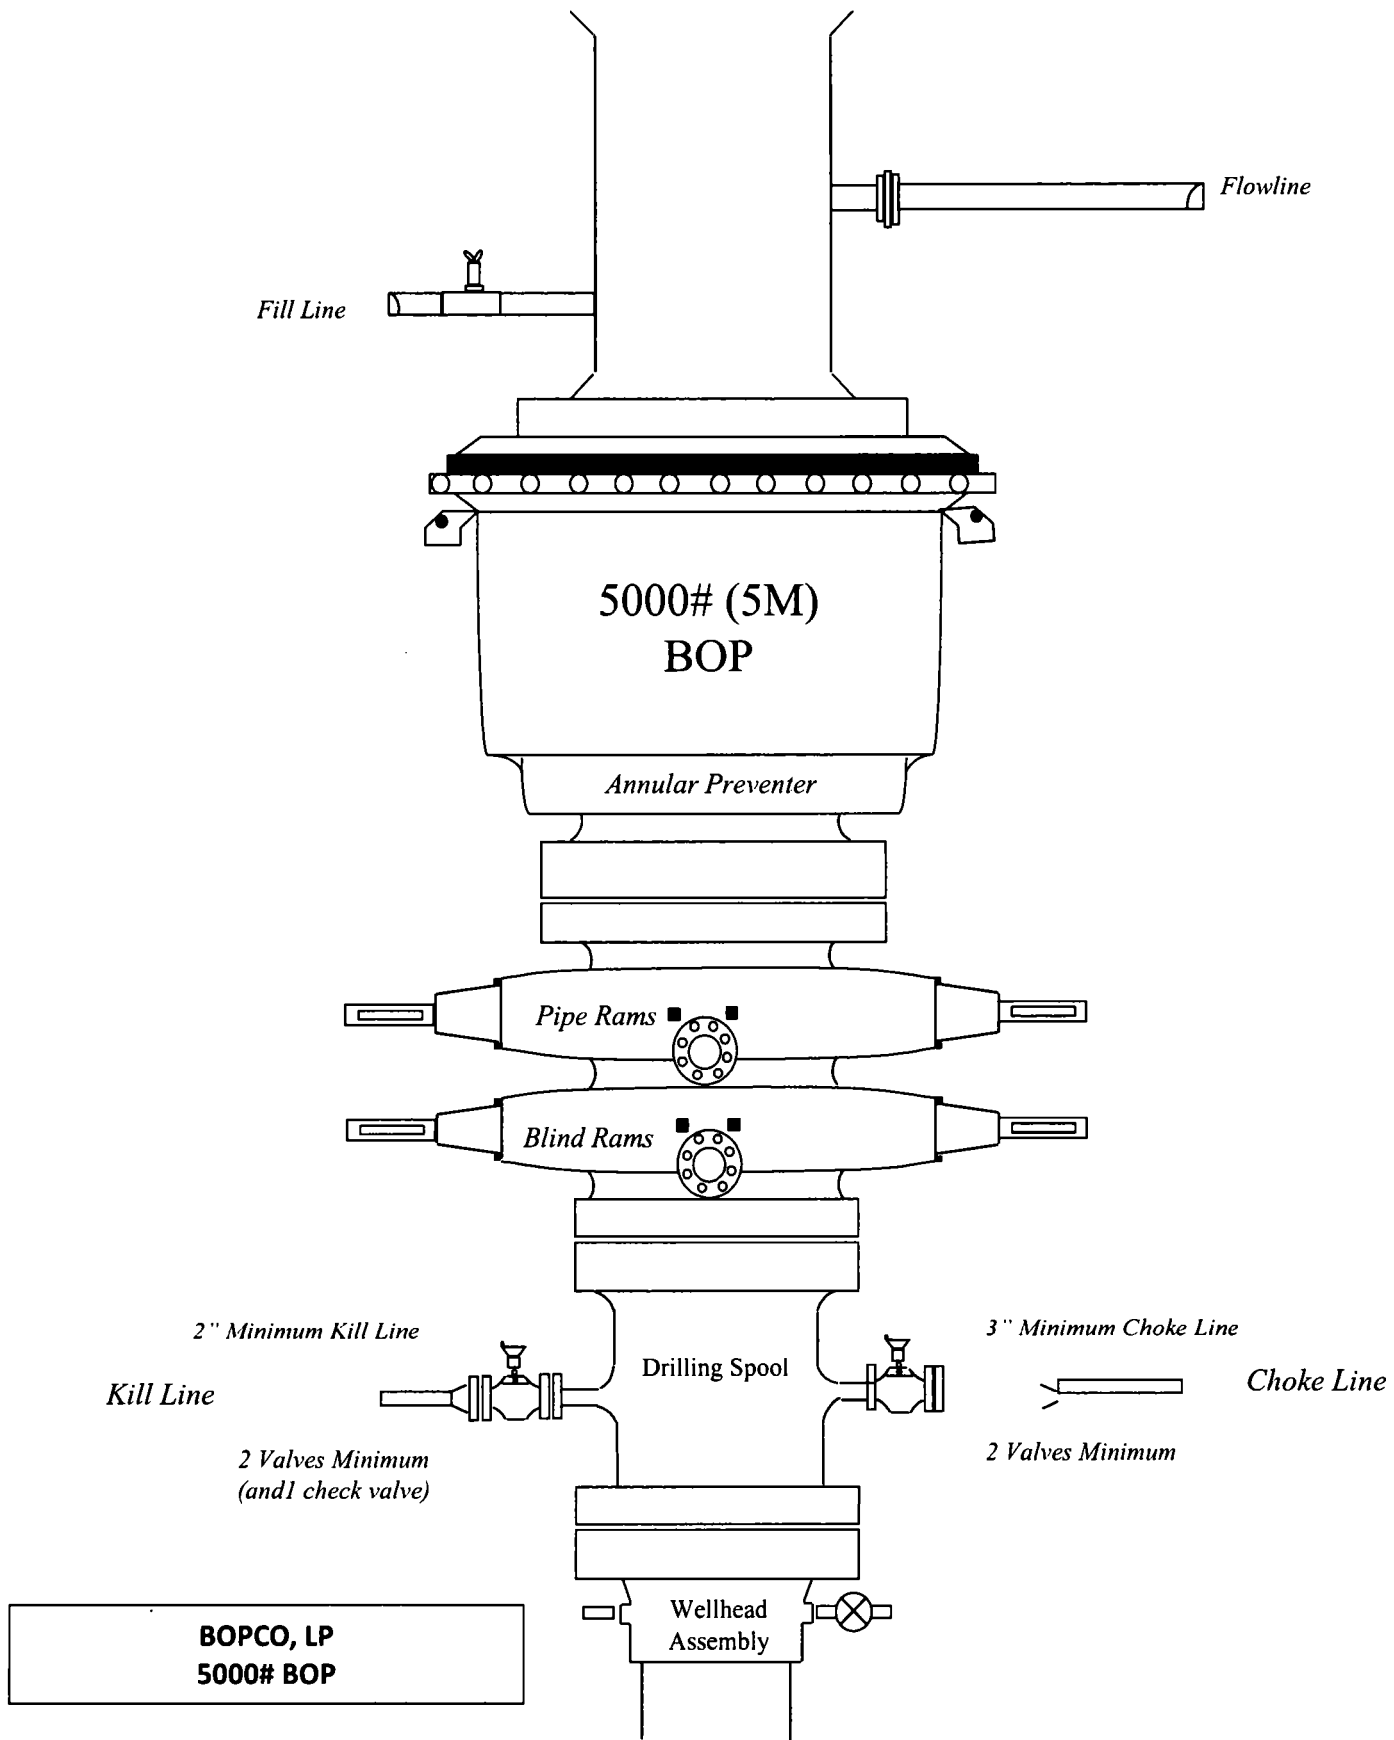 Flowline
Fill Line
5000# (5M)
BOP
Annular Preventer
Pipe Rams
Blind Rams
2" Minimum Kill Line
3" Minimum Choke Line
Drilling Spool
Kill Line
Choke Line
2 Valves Minimum
(and1 check valve)
2 Valves Minimum
Wellhead
Assembly
BOPCO, LP
5000# BOP